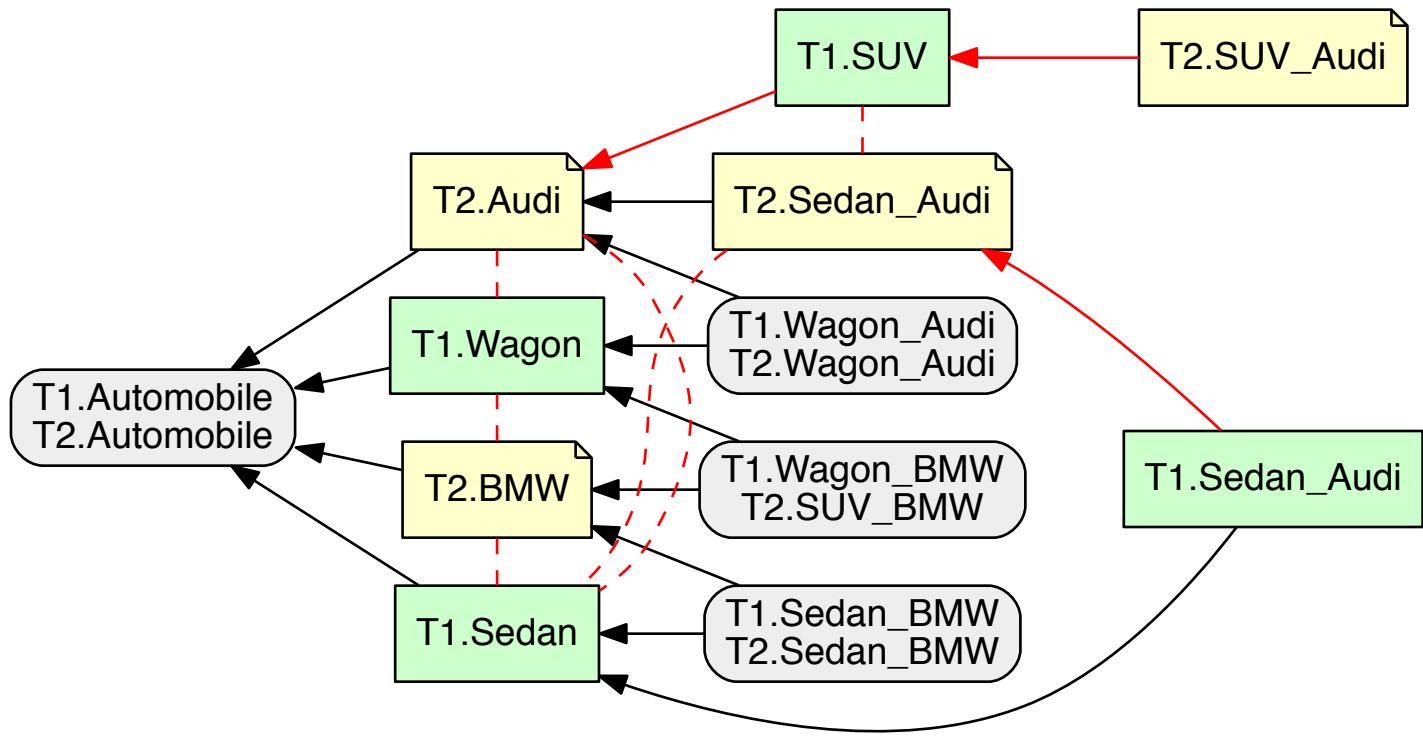 T1.SUV
T2.SUV_Audi
T2.Audi
T2.Sedan_Audi
T1.Wagon
T1.Wagon_Audi
T2.Wagon_Audi
T1.Automobile
T2.Automobile
T2.BMW
T1.Wagon_BMW
T2.SUV_BMW
T1.Sedan_Audi
T1.Sedan
T1.Sedan_BMW
T2.Sedan_BMW